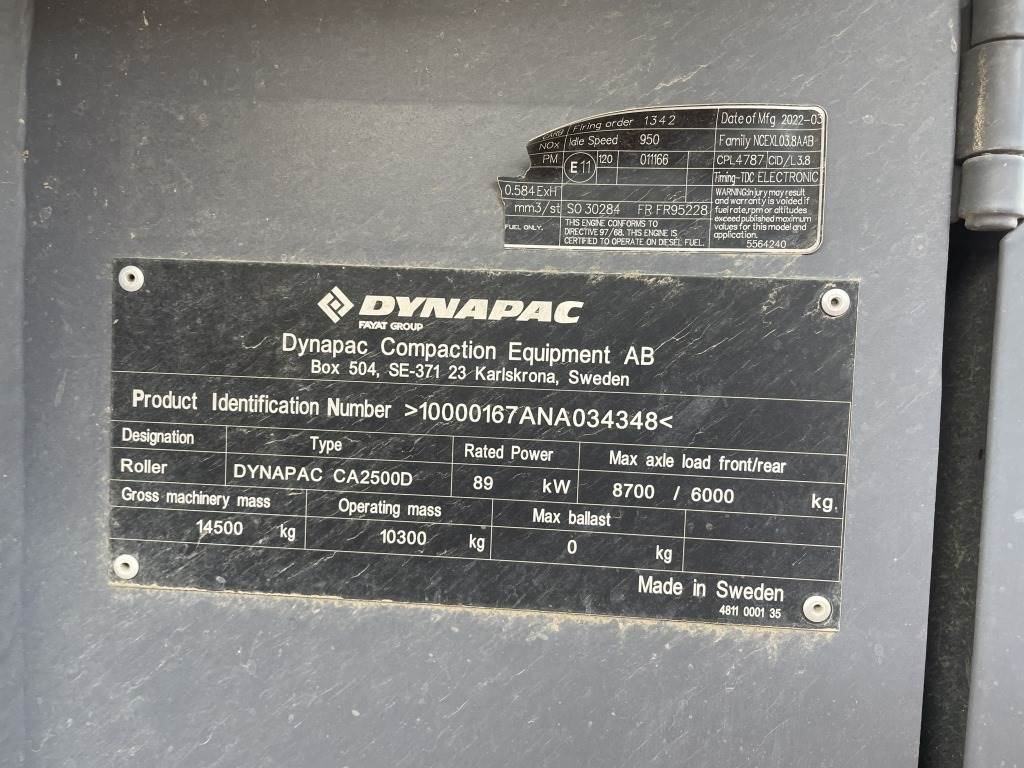 Firing order 1342 Date of Mfg 2022-03
NOx Idle Speed 950 Family NCEXL03.8AAB
PM E11 120 011166 CPL4787 CID/L3.8
Timing-TDC ELECTRONIC
0.584 ExH
mm3/st SO 30284 FR FR95228
WARNING:Injury may result
and warranty is voided if
fuel rate,rpm or altitudes
exceed published maximum
values for this model and
application.
FUEL ONLY.
THIS ENGINE CONFORMS TO
DIRECTIVE 97/68. THIS ENGINE IS
CERTIFIED TO OPERATE ON DIESEL FUEL.
5564240
DYNAPAC
FAYAT GROUP
Dynapac Compaction Equipment AB
Box 504, SE-371 23 Karlskrona, Sweden
Product Identification Number >10000167ANA034348<
Designation Type Rated Power Max axle load front/rear
Roller DYNAPAC CA2500D 89 kW 8700 / 6000 kg
Gross machinery mass Operating mass Max ballast
14500 kg 10300 kg 0 kg
Made in Sweden
4811 0001 35